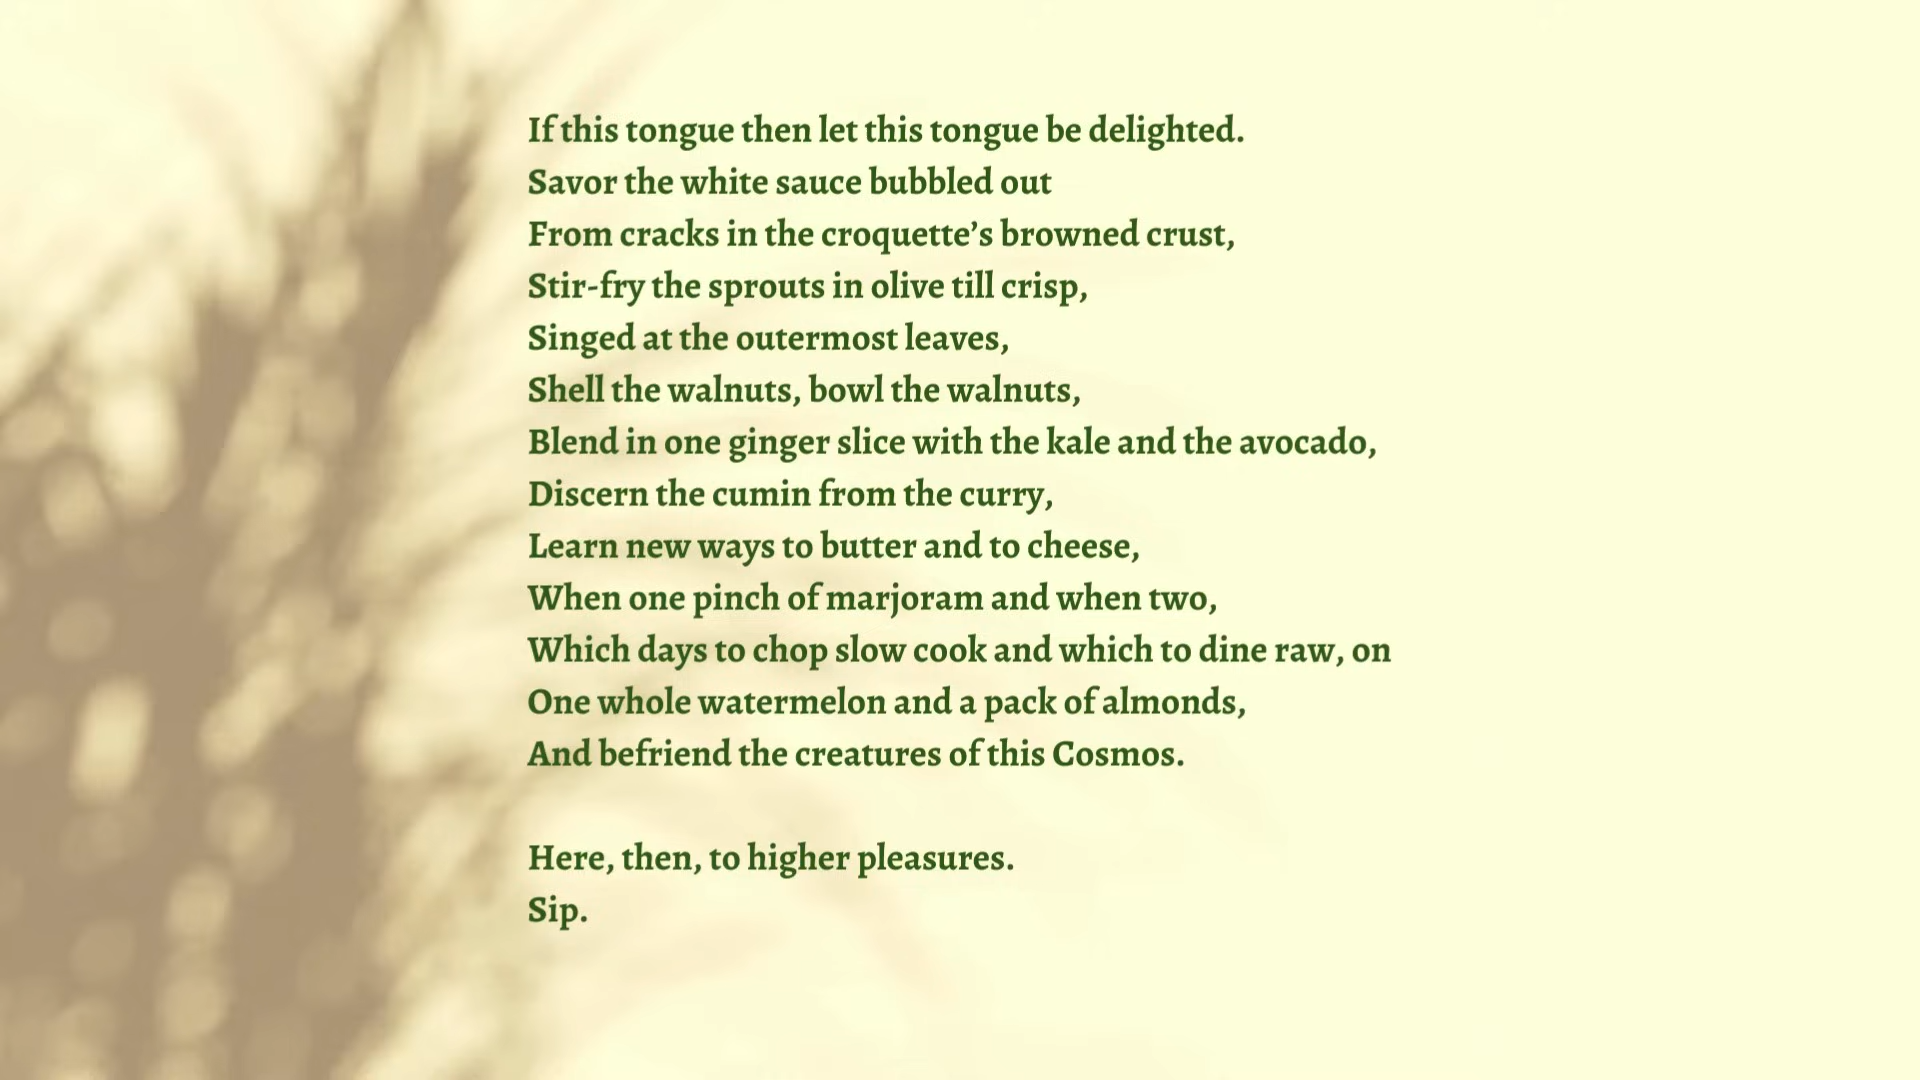 If this tongue then let this tongue be delighted.
Savor the white sauce bubbled out
From cracks in the croquette’s browned crust,
Stir-fry the sprouts in olive till crisp,
Singed at the outermost leaves,
Shell the walnuts, bowl the walnuts,
Blend in one ginger slice with the kale and the avocado,
Discern the cumin from the curry,
Learn new ways to butter and to cheese,
When one pinch of marjoram and when two,
Which days to chop slow cook and which to dine raw, on
One whole watermelon and a pack of almonds,
And befriend the creatures of this Cosmos.

Here, then, to higher pleasures.
Sip.